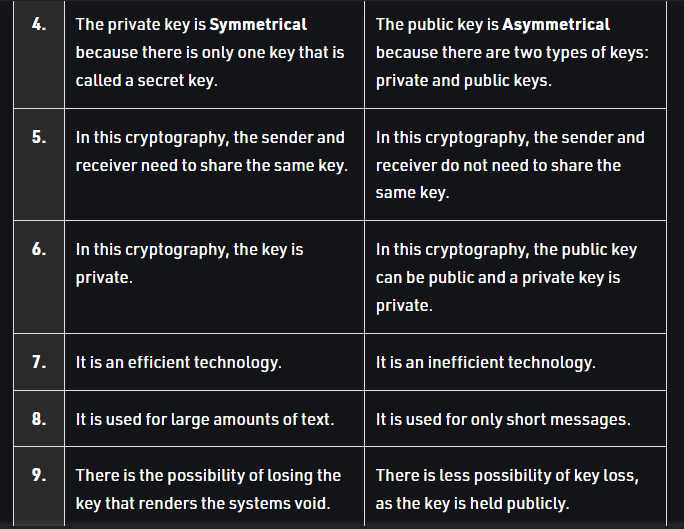 4.
The private key is Symmetrical
because there is only one key that is
called a secret key.
The public key is Asymmetrical
because there are two types of keys:
private and public keys.
5.
In this cryptography, the sender and
receiver need to share the same key.
In this cryptography, the sender and
receiver do not need to share the
same key.
6.
In this cryptography, the key is
private.
In this cryptography, the public key
can be public and a private key is
private.
7.
It is an efficient technology.
It is an inefficient technology.
8.
It is used for large amounts of text.
It is used for only short messages.
9.
There is the possibility of losing the
key that renders the systems void.
There is less possibility of key loss,
as the key is held publicly.